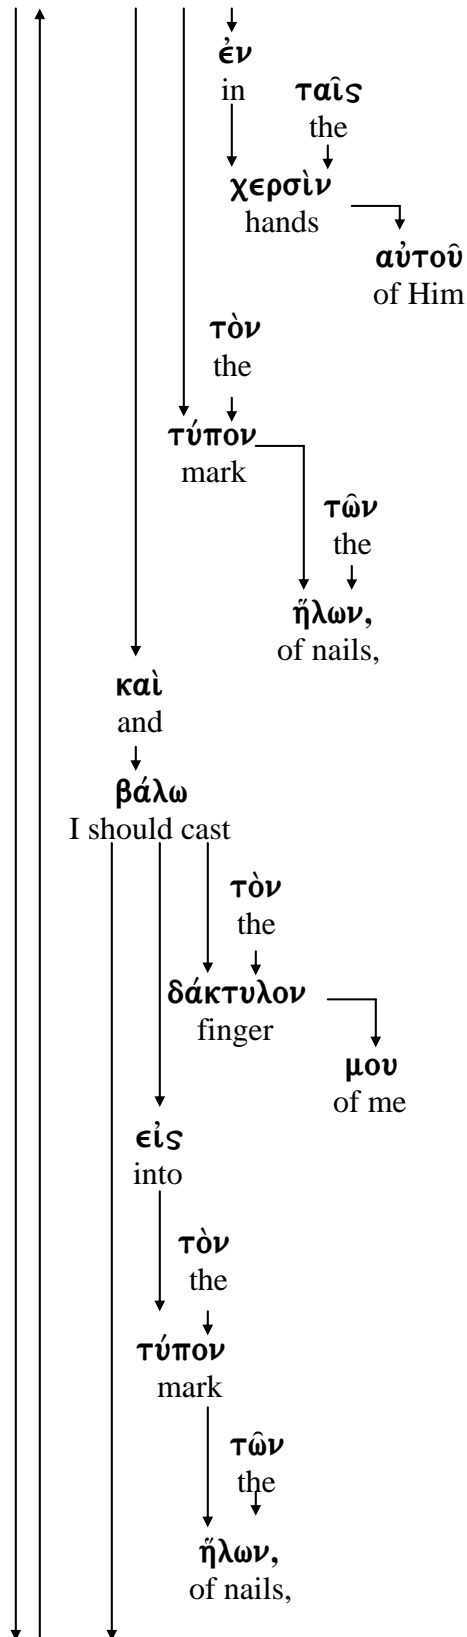 ἐν
in
ταῖς
the
χερσὶν
hands
αὐτοῦ
of Him
τὸν
the
τύπον
mark
τῶν
the
ἥλων,
of nails,
καὶ
and
βάλω
I should cast
τὸν
the
δάκτυλον
finger
μου
of me
εἰς
into
τὸν
the
τύπον
mark
τῶν
the
ἥλων,
of nails,